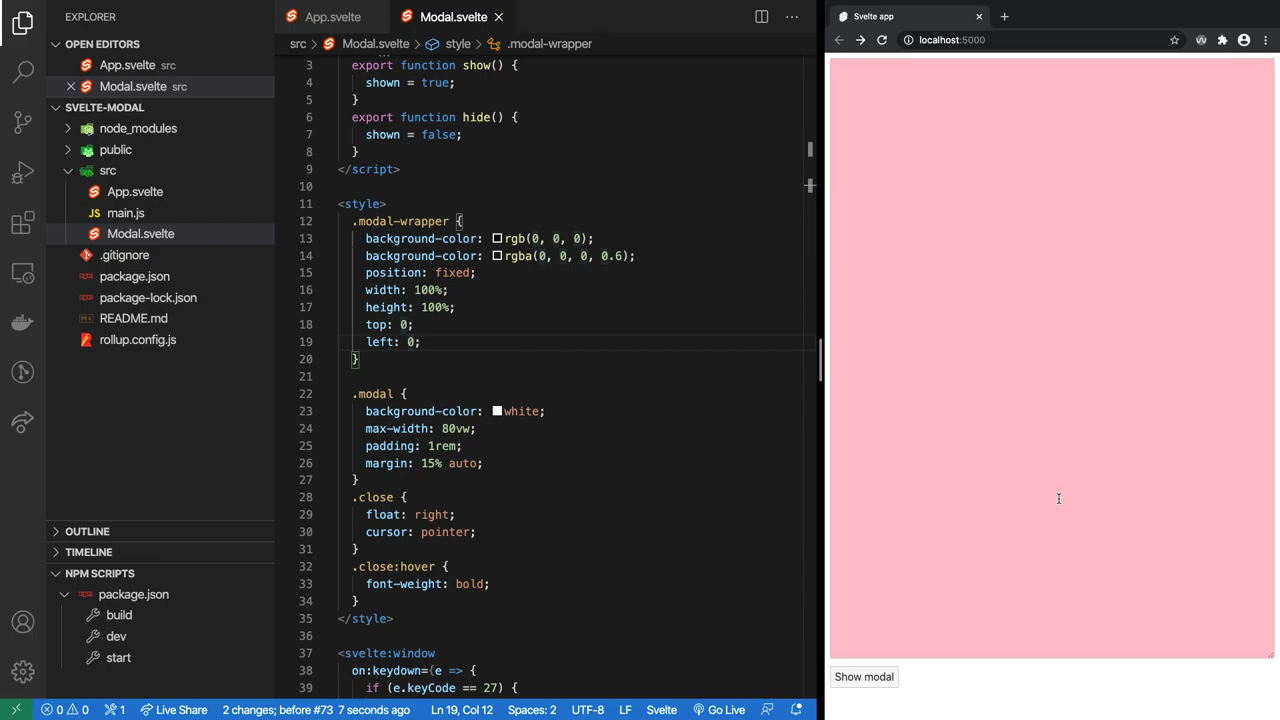 EXPLORER
OPEN EDITORS
App.svelte src
Modal.svelte src
SVELTE-MODAL
node_modules
public
src
App.svelte
JS main.js
Modal.svelte
.gitignore
package.json
package-lock.json
README.md
rollup.config.js
OUTLINE
TIMELINE
NPM SCRIPTS
package.json
build
dev
start
App.svelte
Modal.svelte
src > Modal.svelte > style > .modal-wrapper
3 export function show() {
4 shown = true;
5 }
6 export function hide() {
7 shown = false;
8 }
9 </script>
10
11 <style>
12 .modal-wrapper {
13 background-color: rgb(0, 0, 0);
14 background-color: rgba(0, 0, 0, 0.6);
15 position: fixed;
16 width: 100%;
17 height: 100%;
18 top: 0;
19 left: 0;
20 }
21
22 .modal {
23 background-color: white;
24 max-width: 80vw;
25 padding: 1rem;
26 margin: 15% auto;
27 }
28 .close {
29 float: right;
30 cursor: pointer;
31 }
32 .close:hover {
33 font-weight: bold;
34 }
35 </style>
36
37 <svelte:window
38 on:keydown={e => {
39 if (e.keyCode == 27) {
Svelte app
localhost:5000
Show modal
0 0 1 Live Share 2 changes; before #73 7 seconds ago Ln 19, Col 12 Spaces: 2 UTF-8 LF Svelte Go Live